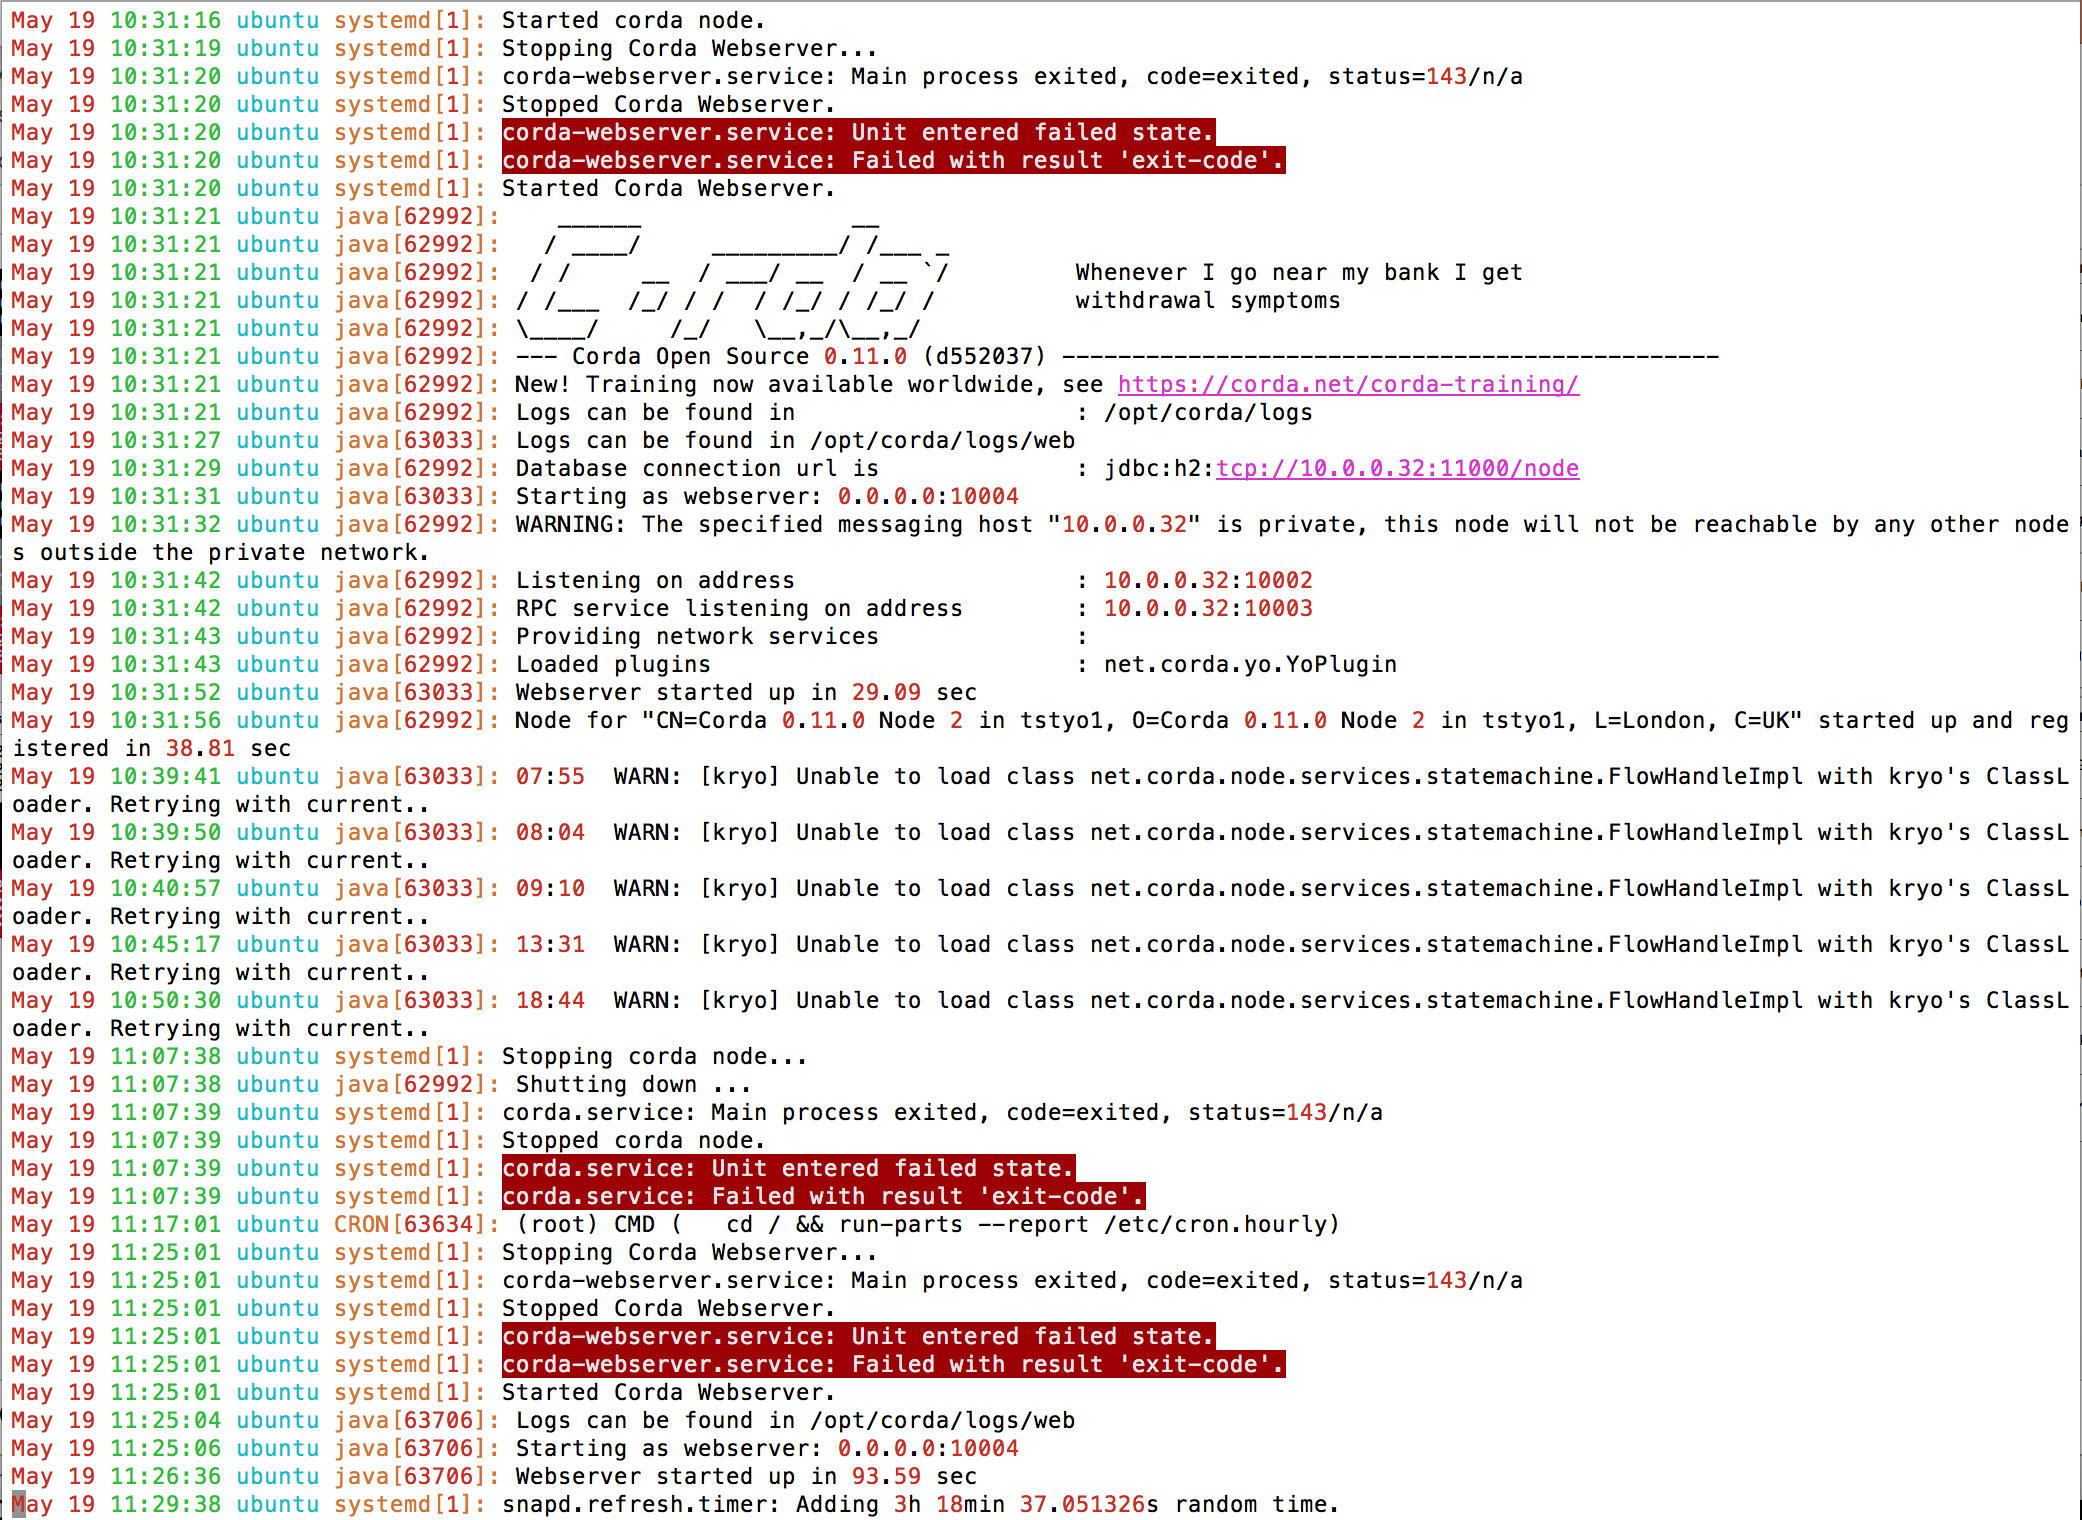 May 19 10:31:16 ubuntu systemd[1]: Started corda node.
May 19 10:31:19 ubuntu systemd[1]: Stopping Corda Webserver...
May 19 10:31:20 ubuntu systemd[1]: corda-webserver.service: Main process exited, code=exited, status=143/n/a
May 19 10:31:20 ubuntu systemd[1]: Stopped Corda Webserver.
May 19 10:31:20 ubuntu systemd[1]: corda-webserver.service: Unit entered failed state.
May 19 10:31:20 ubuntu systemd[1]: corda-webserver.service: Failed with result 'exit-code'.
May 19 10:31:20 ubuntu systemd[1]: Started Corda Webserver.
May 19 10:31:21 ubuntu java[62992]:    ______               __
May 19 10:31:21 ubuntu java[62992]:   / ____/     _________/ /___ _
May 19 10:31:21 ubuntu java[62992]:  / /     __  / ___/ __  / __ `/         Whenever I go near my bank I get
May 19 10:31:21 ubuntu java[62992]: / /___  /_/ / /  / /_/ / /_/ /          withdrawal symptoms
May 19 10:31:21 ubuntu java[62992]: \____/     /_/   \__,_/\__,_/
May 19 10:31:21 ubuntu java[62992]: --- Corda Open Source 0.11.0 (d552037) -----------------------------------------------
May 19 10:31:21 ubuntu java[62992]: New! Training now available worldwide, see https://corda.net/corda-training/
May 19 10:31:21 ubuntu java[62992]: Logs can be found in                    : /opt/corda/logs
May 19 10:31:27 ubuntu java[63033]: Logs can be found in /opt/corda/logs/web
May 19 10:31:29 ubuntu java[62992]: Database connection url is              : jdbc:h2:tcp://10.0.0.32:11000/node
May 19 10:31:31 ubuntu java[63033]: Starting as webserver: 0.0.0.0:10004
May 19 10:31:32 ubuntu java[62992]: WARNING: The specified messaging host "10.0.0.32" is private, this node will not be reachable by any other node
s outside the private network.
May 19 10:31:42 ubuntu java[62992]: Listening on address                    : 10.0.0.32:10002
May 19 10:31:42 ubuntu java[62992]: RPC service listening on address        : 10.0.0.32:10003
May 19 10:31:43 ubuntu java[62992]: Providing network services              :
May 19 10:31:43 ubuntu java[62992]: Loaded plugins                          : net.corda.yo.YoPlugin
May 19 10:31:52 ubuntu java[63033]: Webserver started up in 29.09 sec
May 19 10:31:56 ubuntu java[62992]: Node for "CN=Corda 0.11.0 Node 2 in tstyo1, O=Corda 0.11.0 Node 2 in tstyo1, L=London, C=UK" started up and reg
istered in 38.81 sec
May 19 10:39:41 ubuntu java[63033]: 07:55  WARN: [kryo] Unable to load class net.corda.node.services.statemachine.FlowHandleImpl with kryo's ClassL
oader. Retrying with current..
May 19 10:39:50 ubuntu java[63033]: 08:04  WARN: [kryo] Unable to load class net.corda.node.services.statemachine.FlowHandleImpl with kryo's ClassL
oader. Retrying with current..
May 19 10:40:57 ubuntu java[63033]: 09:10  WARN: [kryo] Unable to load class net.corda.node.services.statemachine.FlowHandleImpl with kryo's ClassL
oader. Retrying with current..
May 19 10:45:17 ubuntu java[63033]: 13:31  WARN: [kryo] Unable to load class net.corda.node.services.statemachine.FlowHandleImpl with kryo's ClassL
oader. Retrying with current..
May 19 10:50:30 ubuntu java[63033]: 18:44  WARN: [kryo] Unable to load class net.corda.node.services.statemachine.FlowHandleImpl with kryo's ClassL
oader. Retrying with current..
May 19 11:07:38 ubuntu systemd[1]: Stopping corda node...
May 19 11:07:38 ubuntu java[62992]: Shutting down ...
May 19 11:07:39 ubuntu systemd[1]: corda.service: Main process exited, code=exited, status=143/n/a
May 19 11:07:39 ubuntu systemd[1]: Stopped corda node.
May 19 11:07:39 ubuntu systemd[1]: corda.service: Unit entered failed state.
May 19 11:07:39 ubuntu systemd[1]: corda.service: Failed with result 'exit-code'.
May 19 11:17:01 ubuntu CRON[63634]: (root) CMD (   cd / && run-parts --report /etc/cron.hourly)
May 19 11:25:01 ubuntu systemd[1]: Stopping Corda Webserver...
May 19 11:25:01 ubuntu systemd[1]: corda-webserver.service: Main process exited, code=exited, status=143/n/a
May 19 11:25:01 ubuntu systemd[1]: Stopped Corda Webserver.
May 19 11:25:01 ubuntu systemd[1]: corda-webserver.service: Unit entered failed state.
May 19 11:25:01 ubuntu systemd[1]: corda-webserver.service: Failed with result 'exit-code'.
May 19 11:25:01 ubuntu systemd[1]: Started Corda Webserver.
May 19 11:25:04 ubuntu java[63706]: Logs can be found in /opt/corda/logs/web
May 19 11:25:06 ubuntu java[63706]: Starting as webserver: 0.0.0.0:10004
May 19 11:26:36 ubuntu java[63706]: Webserver started up in 93.59 sec
May 19 11:29:38 ubuntu systemd[1]: snapd.refresh.timer: Adding 3h 18min 37.051326s random time.